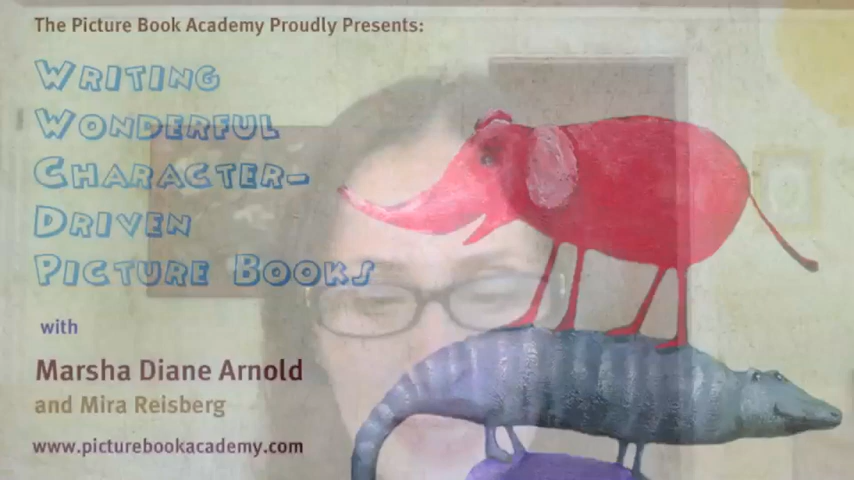 The Picture Book Academy Proudly Presents:
WRITING
WONDERFUL
CHARACTER-
DRIVEN
PICTURE BOOKS
with
Marsha Diane Arnold
and Mira Reisberg
www.picturebookacademy.com